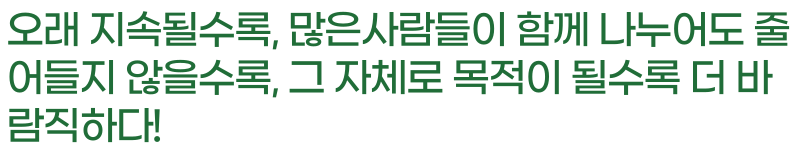 오래 지속될수록, 많은사람들이 함께 나누어도 줄
어들지 않을수록, 그 자체로 목적이 될수록 더 바
람직하다!